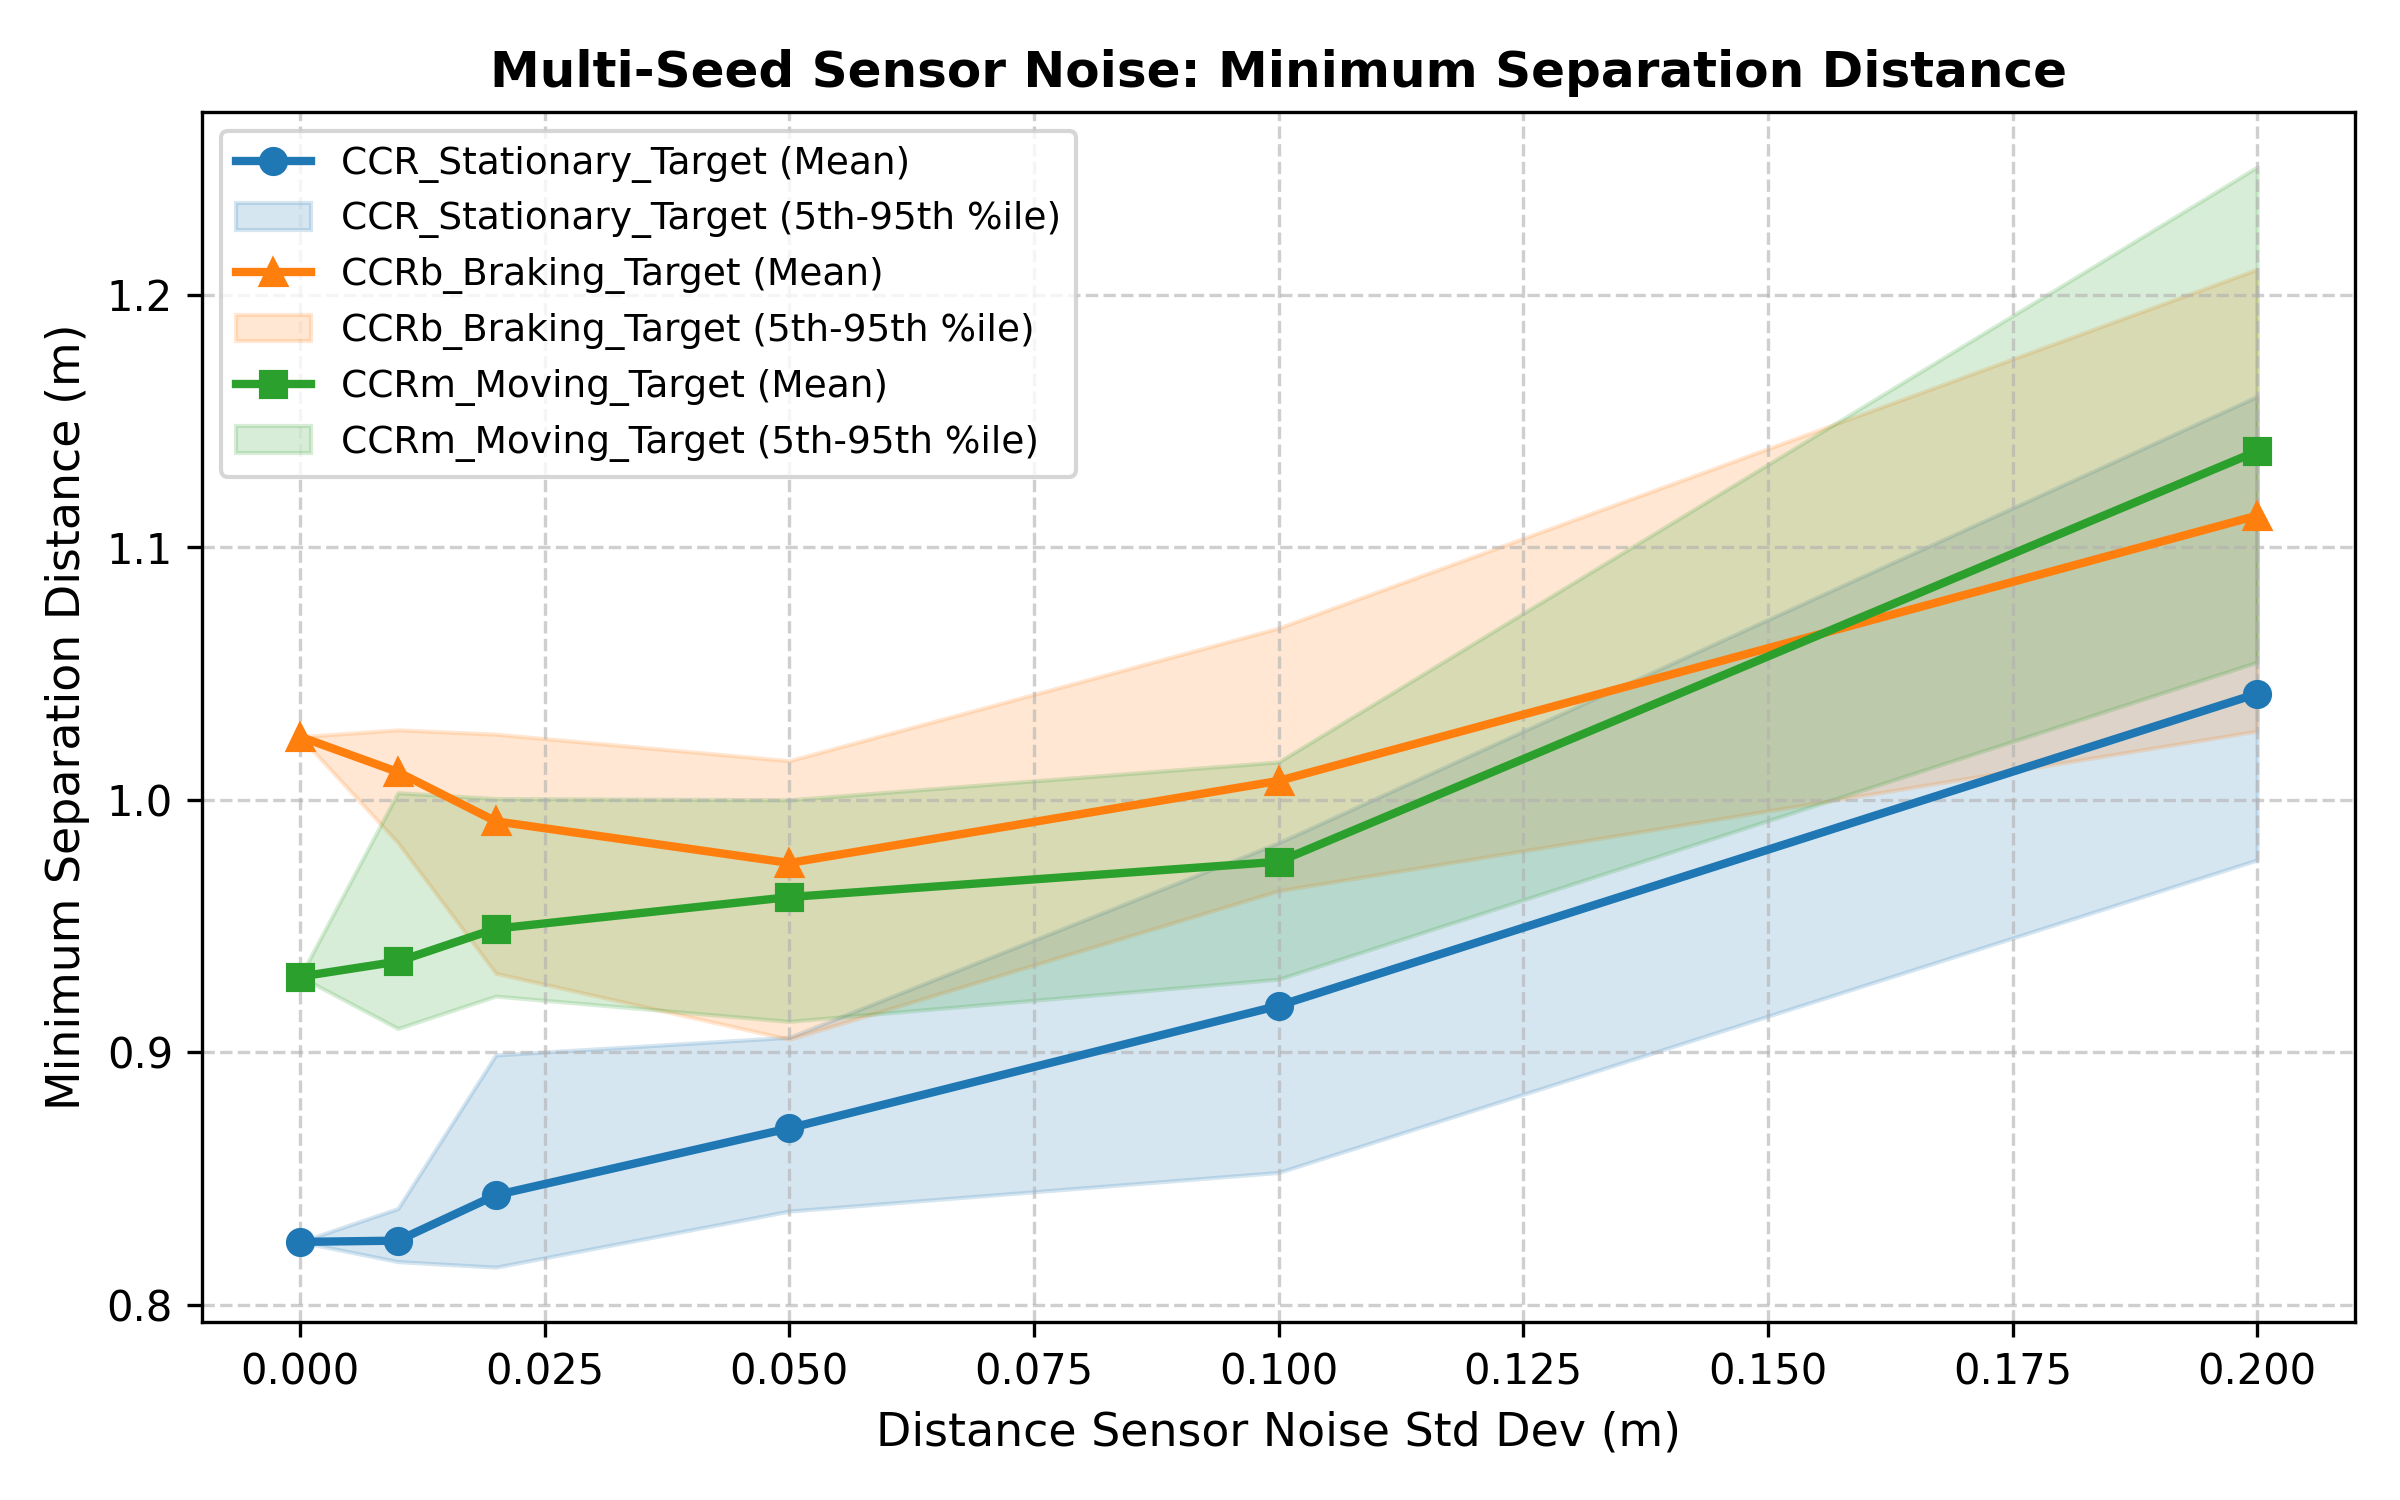 Multi-Seed Sensor Noise: Minimum Separation Distance
CCR_Stationary_Target (Mean)
CCR_Stationary_Target (5th-95th %ile)
CCRb_Braking_Target (Mean)
CCRb_Braking_Target (5th-95th %ile)
CCRm_Moving_Target (Mean)
CCRm_Moving_Target (5th-95th %ile)
Minimum Separation Distance (m)
1.2
1.1
1.0
0.9
0.8
0.000 0.025 0.050 0.075 0.100 0.125 0.150 0.175 0.200
Distance Sensor Noise Std Dev (m)